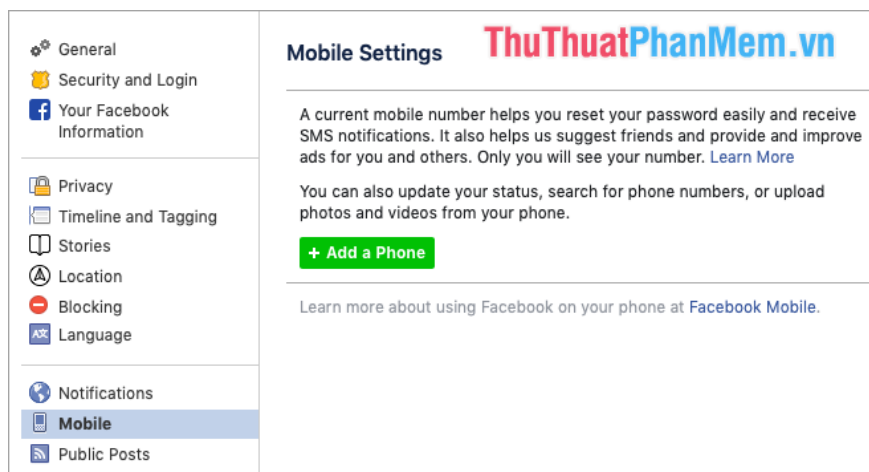 General
Security and Login
Your Facebook
Information
Privacy
Timeline and Tagging
Stories
Location
Blocking
Language
Notifications
Mobile
Public Posts
Mobile Settings
ThuThuatPhanMem.vn
A current mobile number helps you reset your password easily and receive
SMS notifications. It also helps us suggest friends and provide and improve
ads for you and others. Only you will see your number. Learn More
You can also update your status, search for phone numbers, or upload
photos and videos from your phone.
+ Add a Phone
Learn more about using Facebook on your phone at Facebook Mobile.